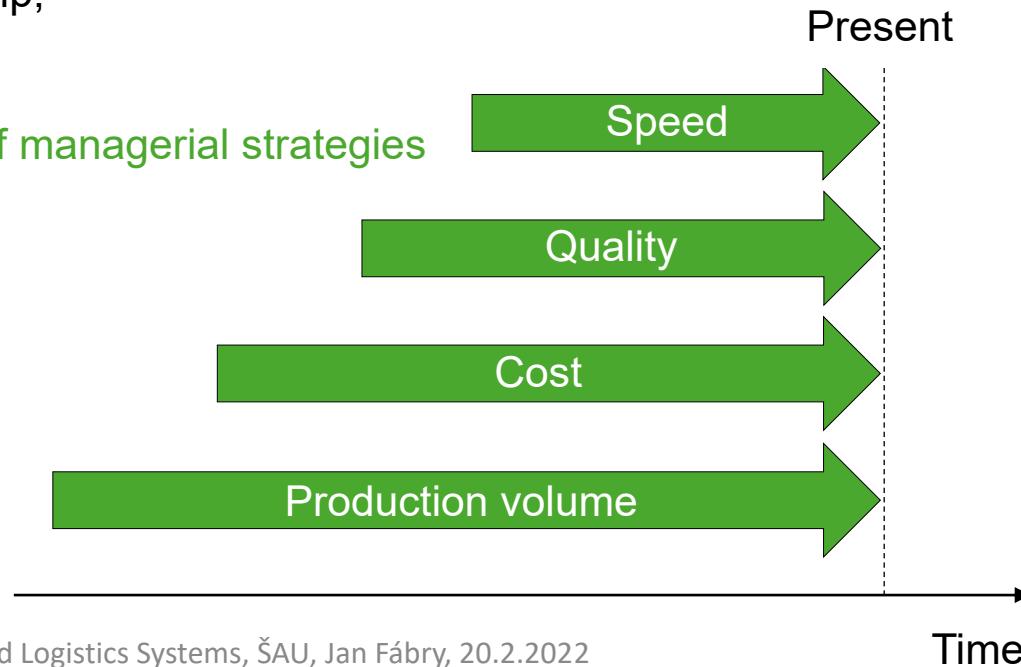 Present
Speed
f managerial strategies
Quality
Cost
Production volume
d Logistics Systems, ŠAU, Jan Fábry, 20.2.2022
Time